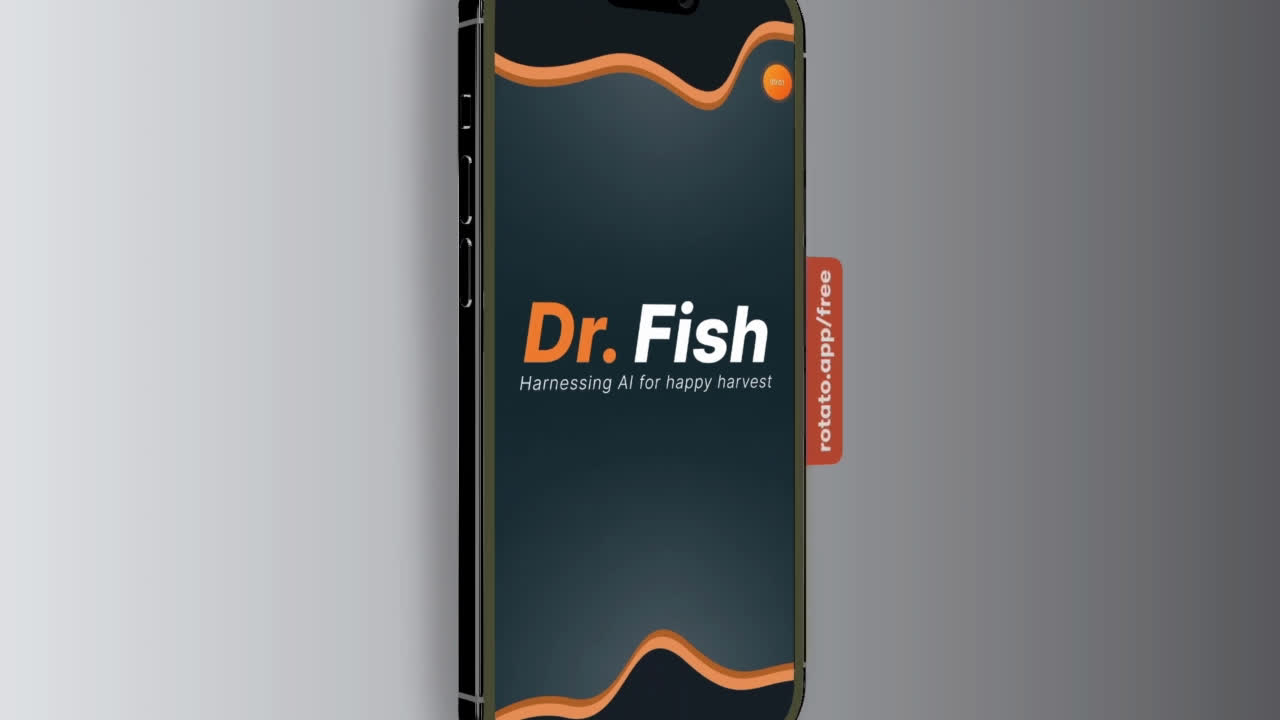 Dr. Fish
Harnessing AI for happy harvest
rotato.app/free